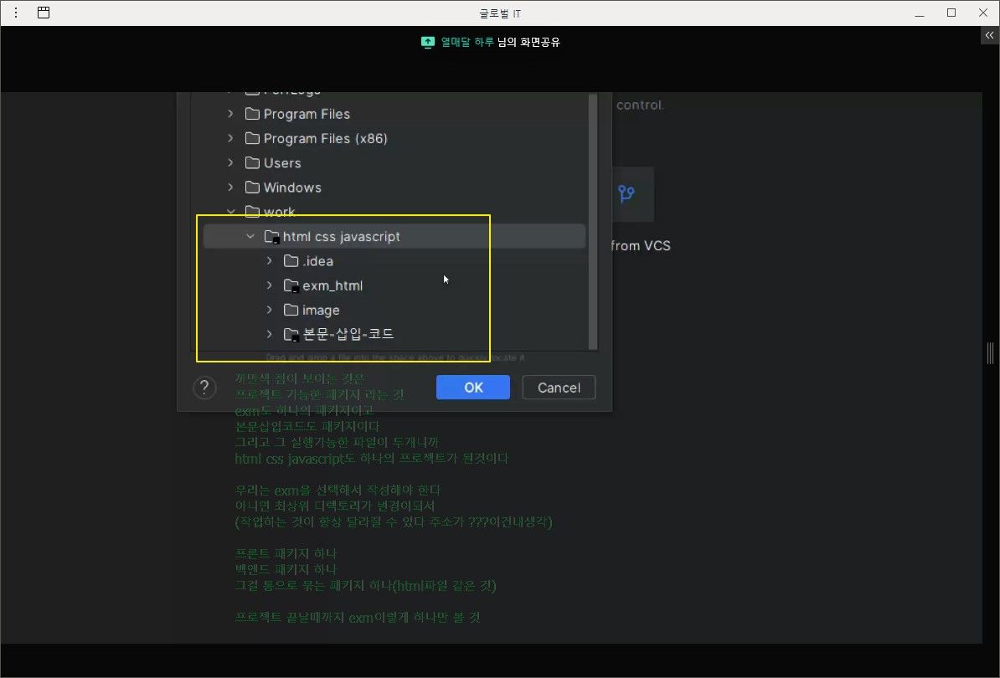 글로벌 IT
열매달 하루 님의 화면공유
PerfLogs
control.
Program Files
Program Files (x86)
Users
Windows
work
html css javascript
from VCS
.idea
exm_html
image
본문-삽입-코드
Drag and drop a file into the space above to quickly locate it
?
OK
Cancel
까만색 점이 보이는 것은
프로젝트 기능한 패키지 라는 것
exm도 하나의 패키지이고
본문삽업코드도 패키지이다
그리고 그 실행가능한 파일이 두개니까
html css javascript도 하나의 프로젝트가 된것이다
우리는 exm을 선택해서 작성해야 한다
아니면 최상위 디렉토리가 변경이되서
(작업하는 것이 항상 달라질 수 있다 주소가 ???이건내생각)
프론트 패키지 하나
백앤드 패키지 하나
그걸 통으로 묶는 패키지 하나(html파일 같은 것)
프로젝트 끝날때까지 exm이렇게 하나만 볼 것